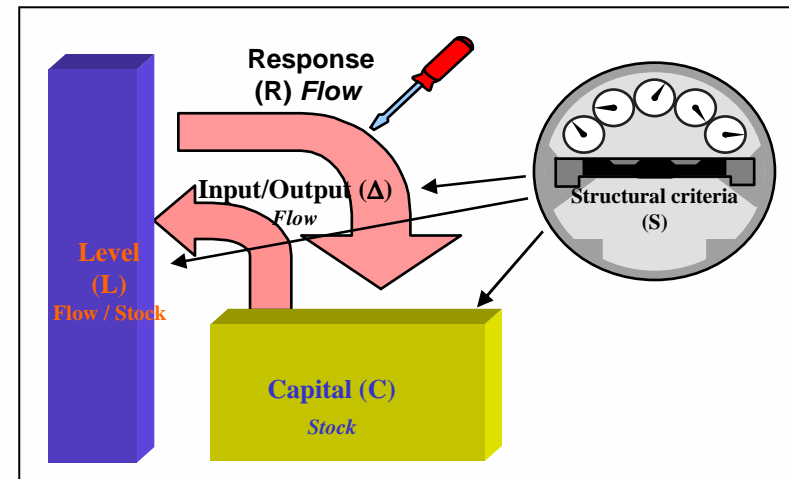 Response
(R) Flow
Input/Output (Δ)
Flow
Structural criteria
(S)
Level
(L)
Flow / Stock
Capital (C)
Stock